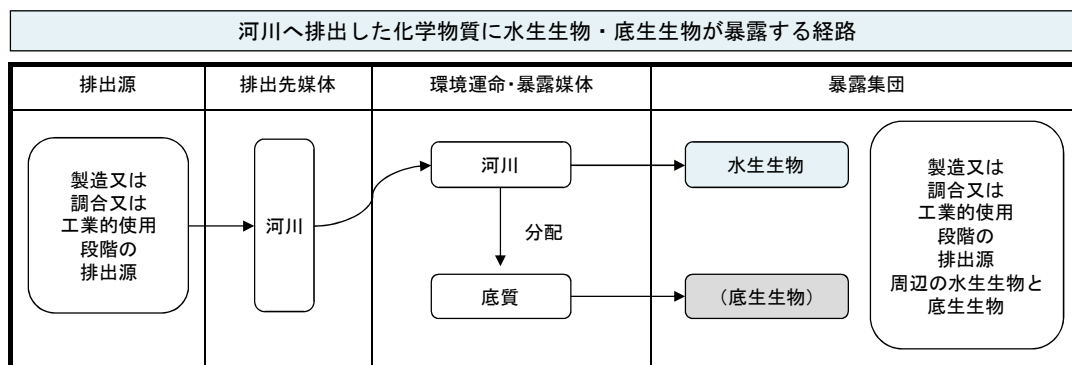 河川へ排出した化学物質に水生生物・底生生物が暴露する経路
排出源
排出先媒体
環境運命・暴露媒体
暴露集団
製造又は
調合又は
工業的使用
段階の
排出源
河川
河川
分配
底質
水生生物
(底生生物)
製造又は
調合又は
工業的使用
段階の
排出源
周辺の水生生物と
底生生物